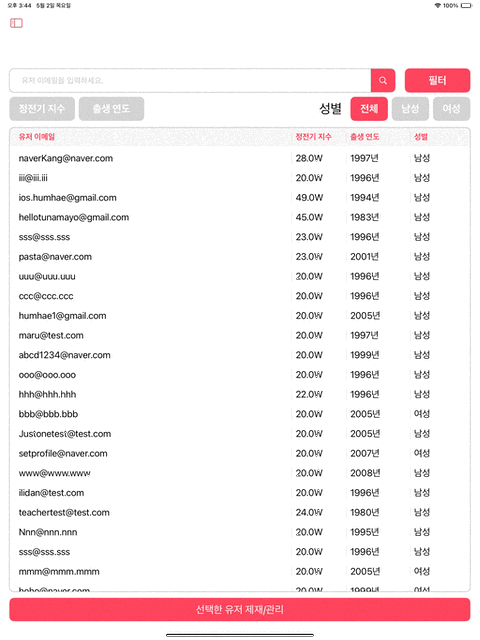 오후 3:44 5월 2일 목요일 100%
유저 이메일을 입력하세요. 필터
정전기 지수 출생 연도 성별 전체 남성 여성
유저 이메일 정전기 지수 출생 연도 성별
naverKang@naver.com 28.0W 1997년 남성
iii@iii.iii 20.0W 1996년 남성
ios.humhae@gmail.com 49.0W 1994년 남성
hellotunamayo@gmail.com 45.0W 1983년 남성
sss@sss.sss 23.0W 1996년 남성
pasta@naver.com 23.0W 2001년 남성
uuu@uuu.uuu 20.0W 1996년 남성
ccc@ccc.ccc 20.0W 1996년 남성
humhae1@gmail.com 20.0W 2005년 남성
maru@test.com 20.0W 1997년 남성
abcd1234@naver.com 20.0W 1999년 남성
ooo@ooo.ooo 20.0W 1996년 남성
hhh@hhh.hhh 22.0W 1996년 남성
bbb@bbb.bbb 20.0W 2005년 여성
Justonetest@test.com 20.0W 2005년 남성
setprofile@naver.com 20.0W 2007년 여성
www@www.www 20.0W 2008년 남성
ilidan@test.com 20.0W 1996년 남성
teachertest@test.com 24.0W 1980년 남성
Nnn@nnn.nnn 20.0W 1995년 남성
sss@sss.sss 20.0W 1996년 남성
mmm@mmm.mmm 20.0W 2005년 여성
20.0W 1999년 남성
선택한 유저 제재/관리